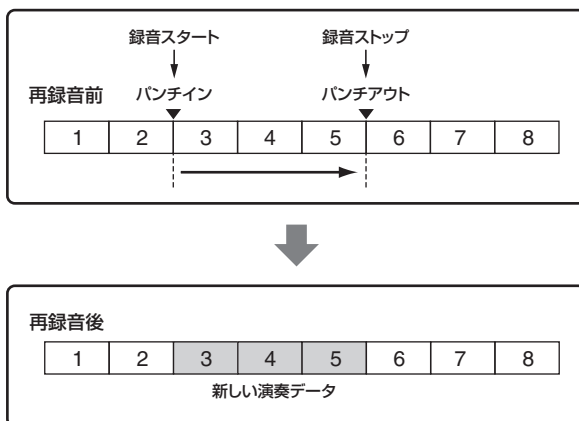 録音スタート 録音ストップ
再録音前 パンチイン パンチアウト
1 2 3 4 5 6 7 8
再録音後
1 2 3 4 5 6 7 8
新しい演奏データ